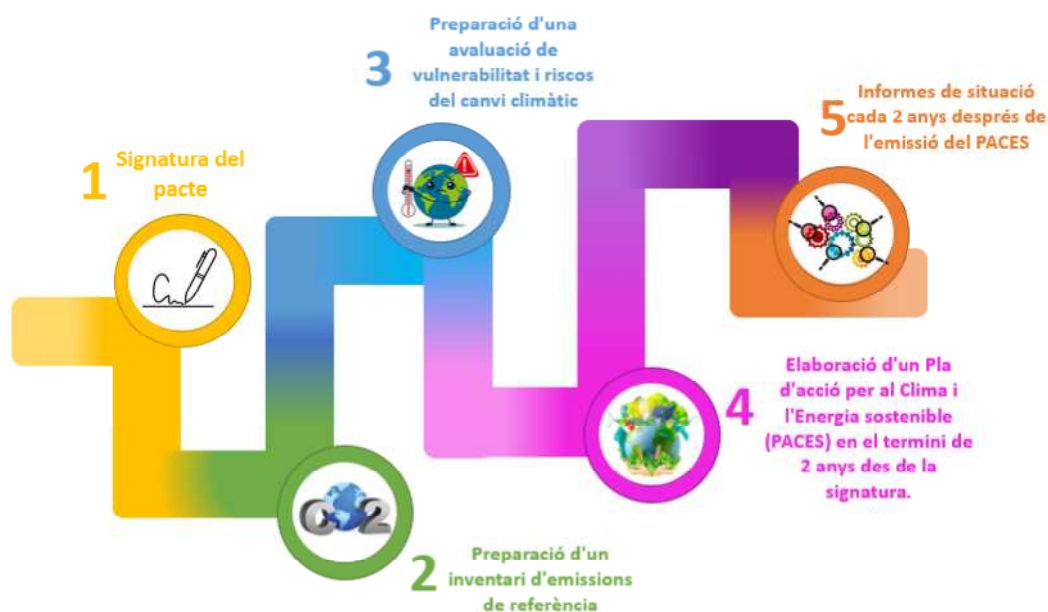 1
Signatura del
pacte
2
Preparació d'un
inventari d'emissions
de referència
CO2
3
Preparació d'una
avaluació de
vulnerabilitat i riscos
del canvi climàtic
4
Elaboració d'un Pla
d'acció per al Clima i
l'Energia sostenible
(PACES) en el termini de
2 anys des de la
signatura.
5
Informes de situació
cada 2 anys després de
l'emissió del PACES